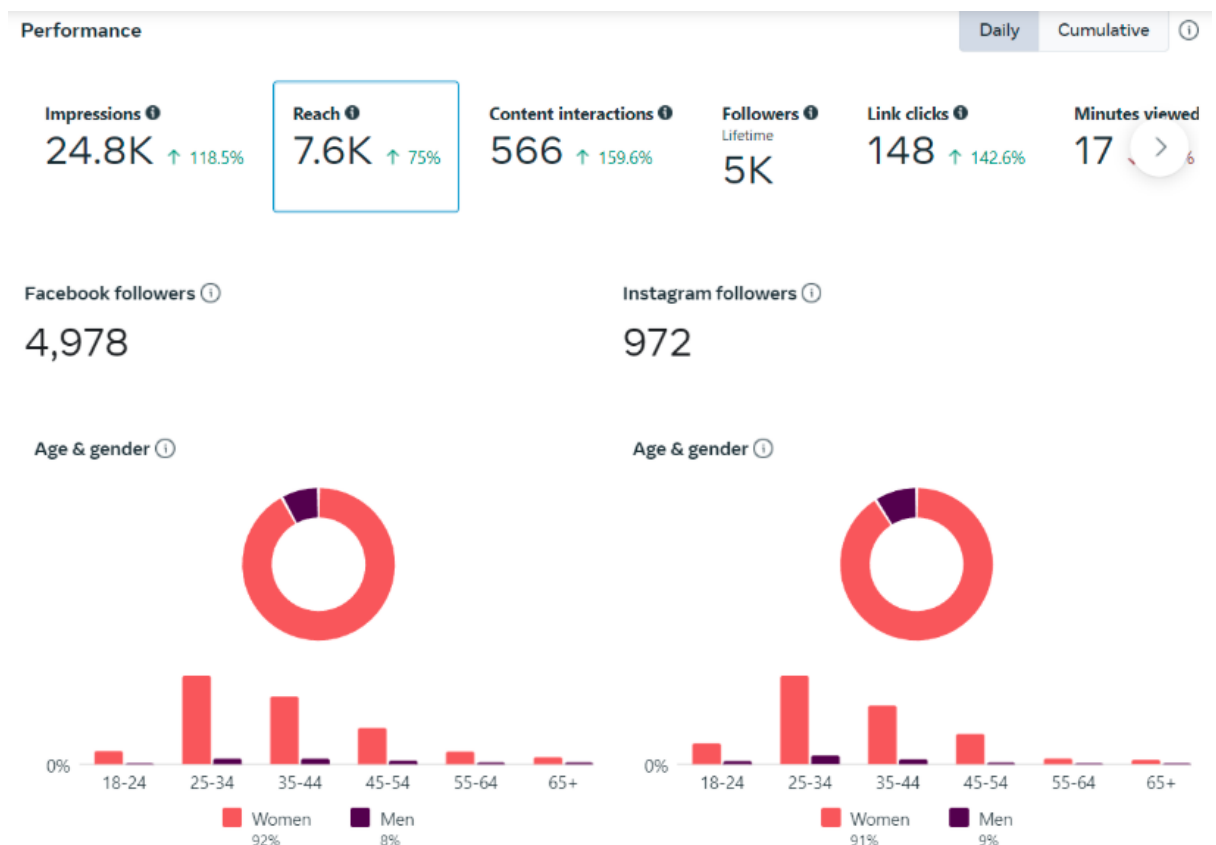 Performance
Daily Cumulative
Impressions Reach Content interactions Followers Link clicks Minutes viewed
Lifetime
24.8K ↑ 118.5% 7.6K ↑ 75% 566 ↑ 159.6% 5K 148 ↑ 142.6% 17
Facebook followers Instagram followers
4,978 972
Age & gender Age & gender
0% 0%
18-24 25-34 35-44 45-54 55-64 65+ 18-24 25-34 35-44 45-54 55-64 65+
Women Men Women Men
92% 8% 91% 9%